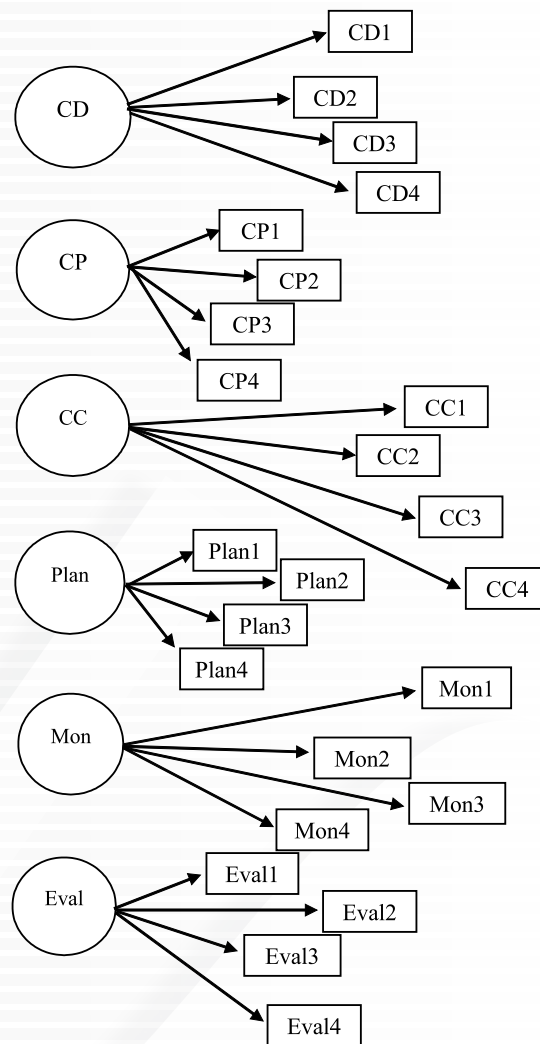 CD
CD1
CD2
CD3
CD4
CP
CP1
CP2
CP3
CP4
CC
CC1
CC2
CC3
CC4
Plan
Plan1
Plan2
Plan3
Plan4
Mon
Mon1
Mon2
Mon3
Mon4
Eval
Eval1
Eval2
Eval3
Eval4